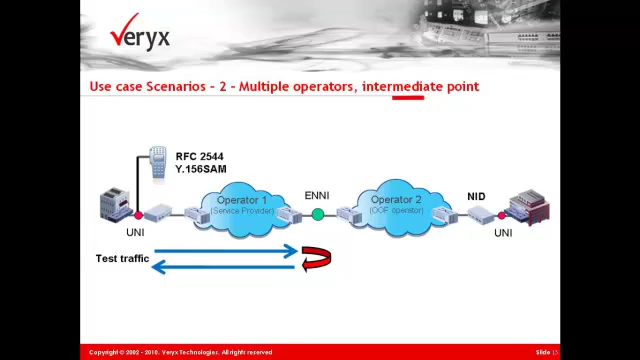 Veryx
Use case Scenarios - 2 - Multiple operators, intermediate point
RFC 2544
Y.156SAM
Operator 1
(Service Provider)
ENNI
Operator 2
(OOF operator)
NID
UNI
UNI
Test traffic
Copyright © 2002 - 2010. Veryx Technologies. All rights reserved
Slide 15